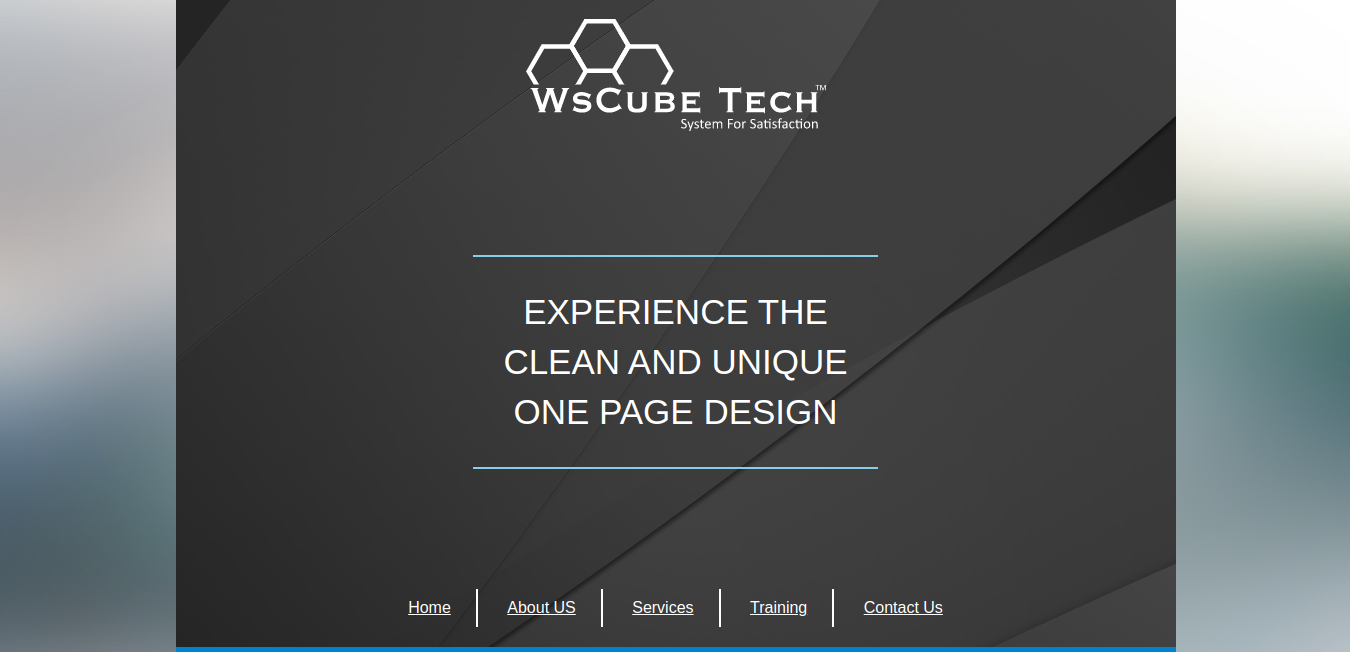 WsCube Tech™
System For Satisfaction
EXPERIENCE THE
CLEAN AND UNIQUE
ONE PAGE DESIGN
Home About US Services Training Contact Us